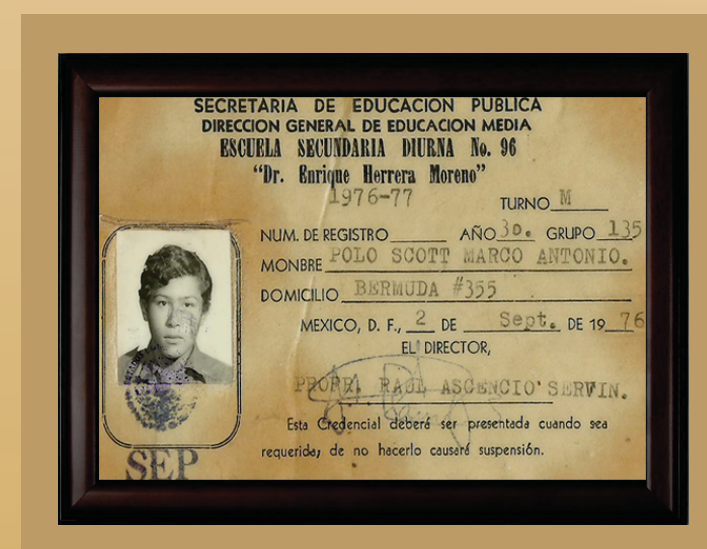 SECRETARIA DE EDUCACION PUBLICA
DIRECCION GENERAL DE EDUCACION MEDIA
ESCUELA SECUNDARIA DIURNA No. 96
"Dr. Enrique Herrera Moreno"
1976-77
TURNO M
NUM. DE REGISTRO AÑO 3o. GRUPO 135
MONBRE POLO SCOTT MARCO ANTONIO.
DOMICILIO BERMUDA #355
MEXICO, D. F., 2 DE Sept. DE 1976
EL DIRECTOR,
PROFR. RAUL ASCENCIO SERVIN.
Esta Credencial deberá ser presentada cuando sea
requerida, de no hacerlo causará suspensión.
SEP